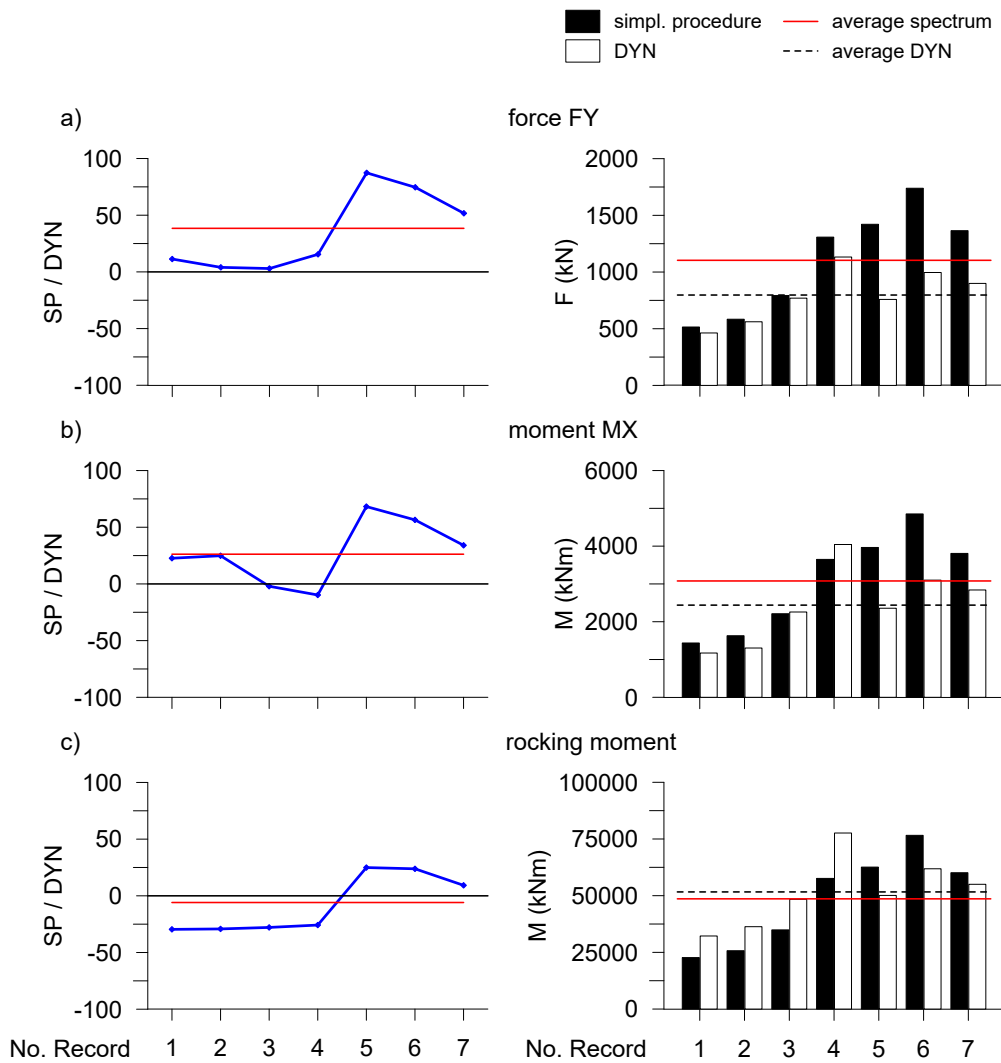 simpl. procedure average spectrum
DYN average DYN
a) force FY
100
50
0
-50
-100
SP / DYN
2000
1500
1000
500
0
F (kN)
b) moment MX
100
50
0
-50
-100
SP / DYN
6000
4000
2000
0
M (kNm)
c) rocking moment
100
50
0
-50
-100
SP / DYN
100000
75000
50000
25000
0
M (kNm)
No. Record 1 2 3 4 5 6 7 No. Record 1 2 3 4 5 6 7